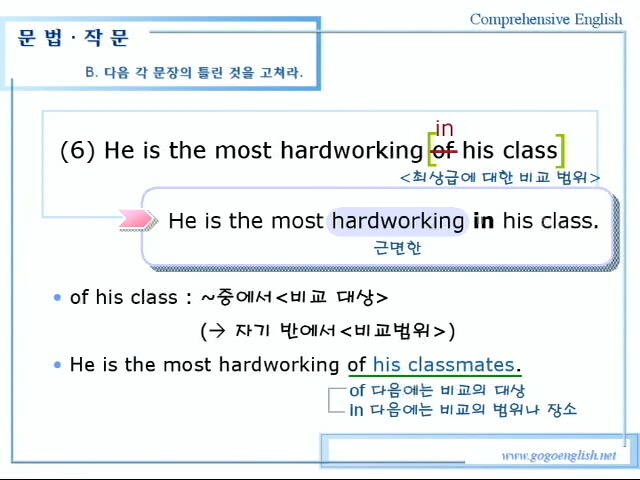 Comprehensive English
문 법 · 작 문
B. 다음 각 문장의 틀린 것을 고쳐라.
in
(6) He is the most hardworking [of his class]
<최상급에 대한 비교 범위>
He is the most hardworking in his class.
근면한
• of his class : ~중에서<비교 대상>
(→ 자기 반에서<비교범위>)
• He is the most hardworking of his classmates.
of 다음에는 비교의 대상
in 다음에는 비교의 범위나 장소
www.gogoenglish.net